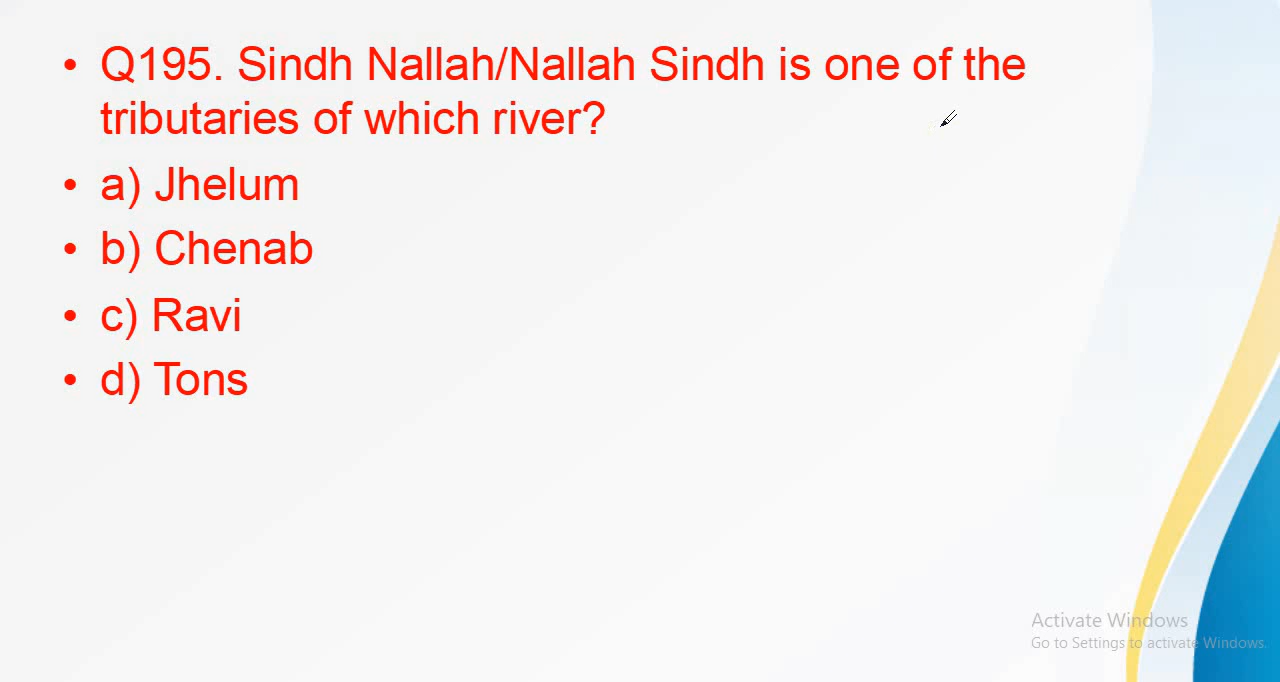 • Q195. Sindh Nallah/Nallah Sindh is one of the
tributaries of which river?
• a) Jhelum
• b) Chenab
• c) Ravi
• d) Tons
Activate Windows
Go to Settings to activate Windows.